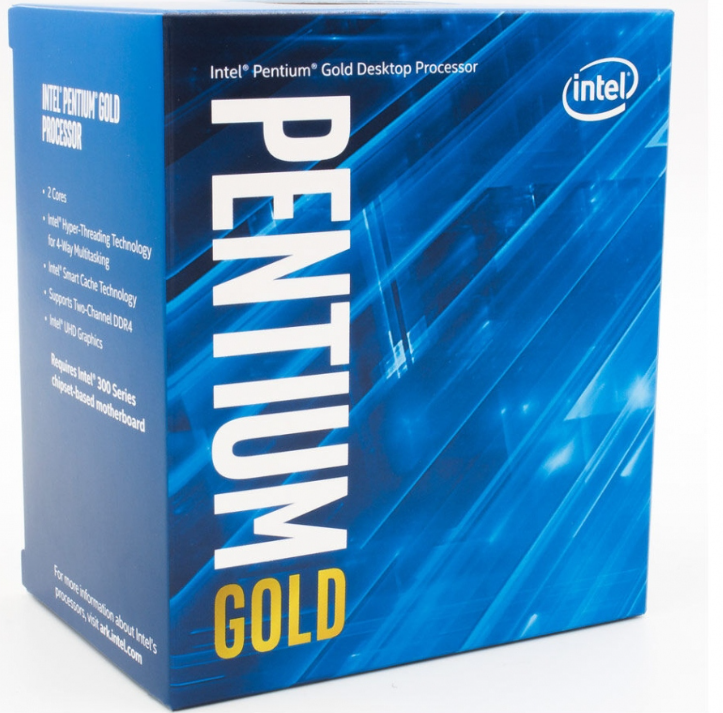 INTEL® PENTIUM® GOLD
PROCESSOR
• 2 Cores
• Intel® Hyper-Threading Technology
for 4-Way Multitasking
• Intel® Smart Cache Technology
• Supports Two-Channel DDR4
• Intel® UHD Graphics
Requires Intel® 300 Series
chipset-based motherboard
For more information about Intel's
processors, visit ark.intel.com
Intel® Pentium® Gold Desktop Processor
intel®
PENTIUM
GOLD